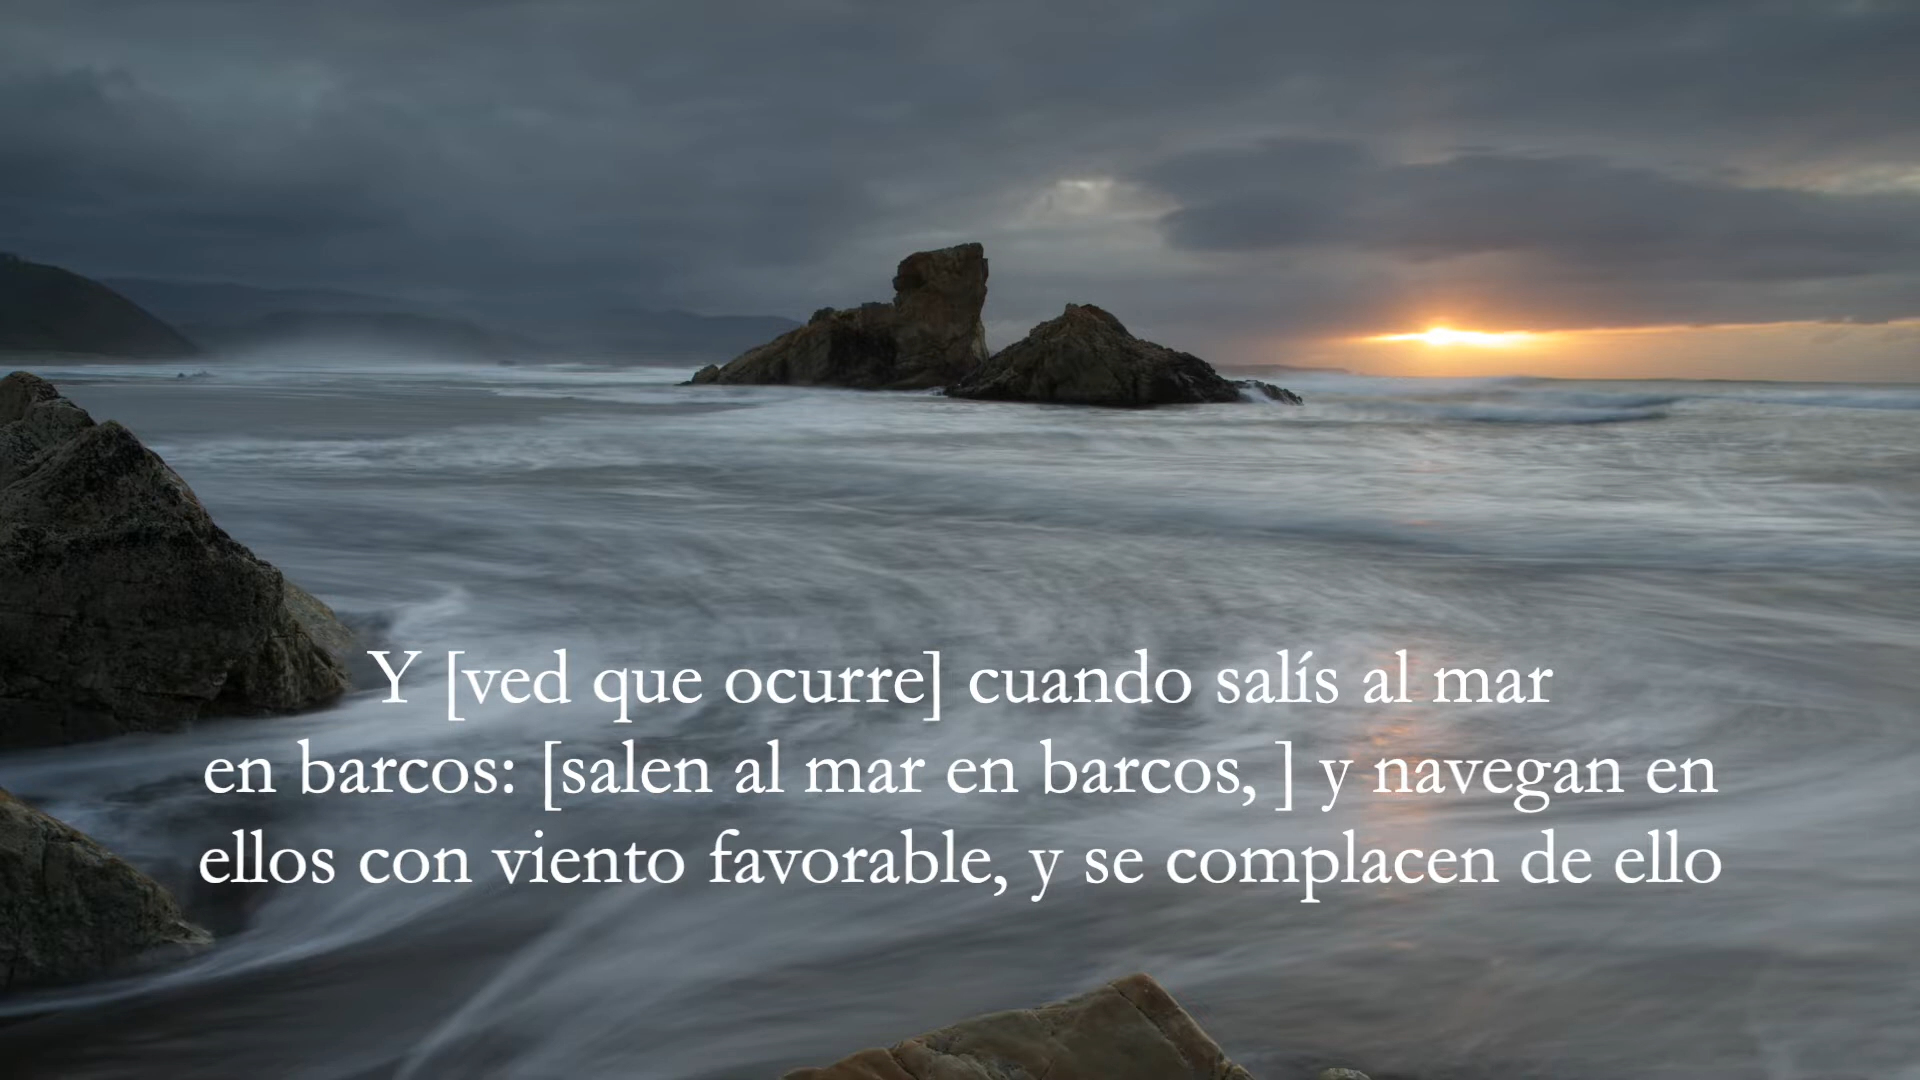 Y [ved que ocurre] cuando salís al mar
en barcos: [salen al mar en barcos, ] y navegan en
ellos con viento favorable, y se complacen de ello